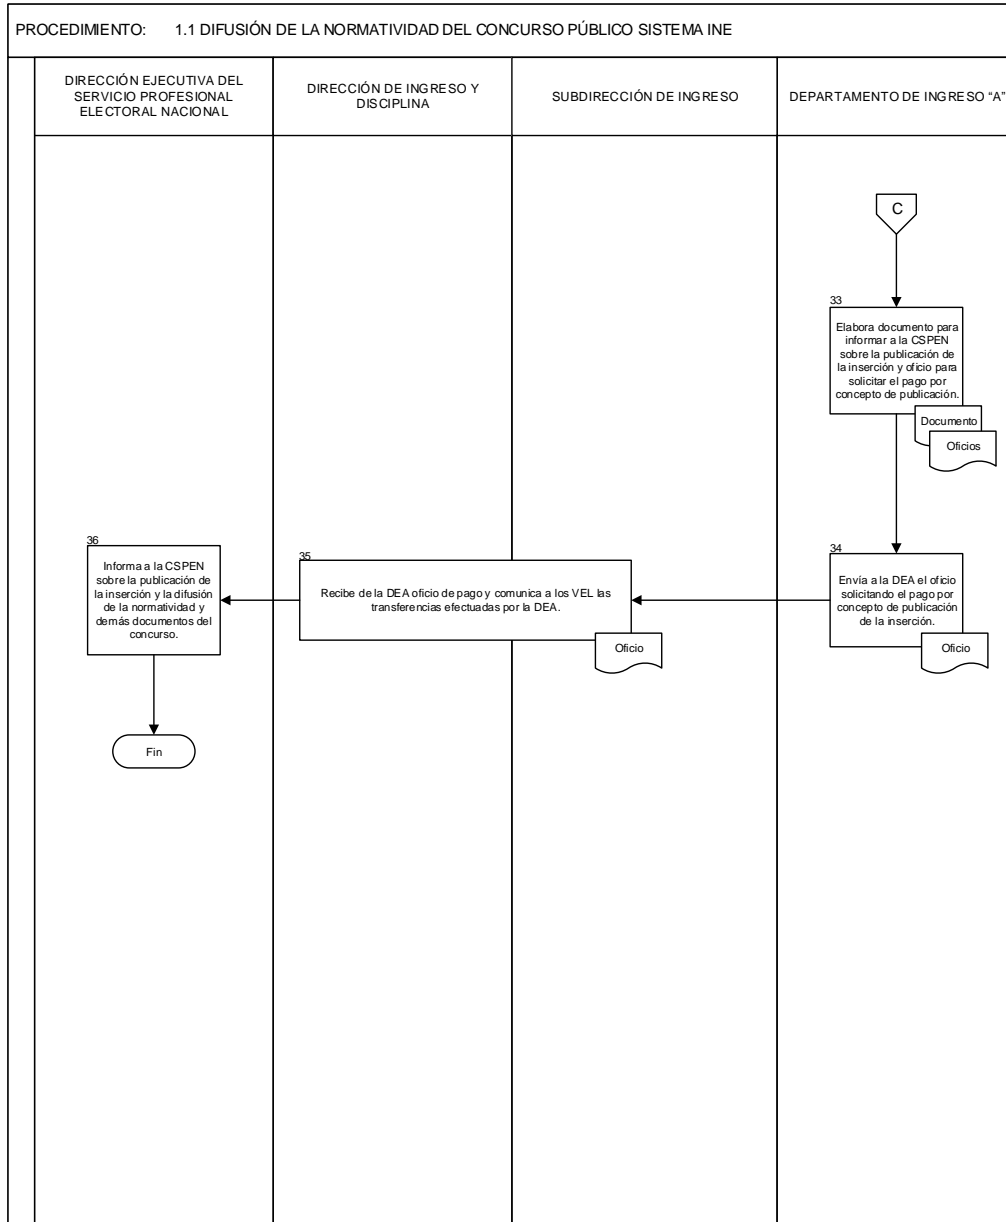 PROCEDIMIENTO: 1.1 DIFUSIÓN DE LA NORMATIVIDAD DEL CONCURSO PÚBLICO SISTEMA INE
DIRECCIÓN EJECUTIVA DEL
SERVICIO PROFESIONAL
ELECTORAL NACIONAL
DIRECCIÓN DE INGRESO Y
DISCIPLINA
SUBDIRECCIÓN DE INGRESO
DEPARTAMENTO DE INGRESO “A”
C
33
Elabora documento para
informar a la CSPEN
sobre la publicación de
la inserción y oficio para
solicitar el pago por
concepto de publicación.
Documento
Oficios
34
Envía a la DEA el oficio
solicitando el pago por
concepto de publicación
de la inserción.
Oficio
35
Recibe de la DEA oficio de pago y comunica a los VEL las
transferencias efectuadas por la DEA.
Oficio
36
Informa a la CSPEN
sobre la publicación de
la inserción y la difusión
de la normatividad y
demás documentos del
concurso.
Fin